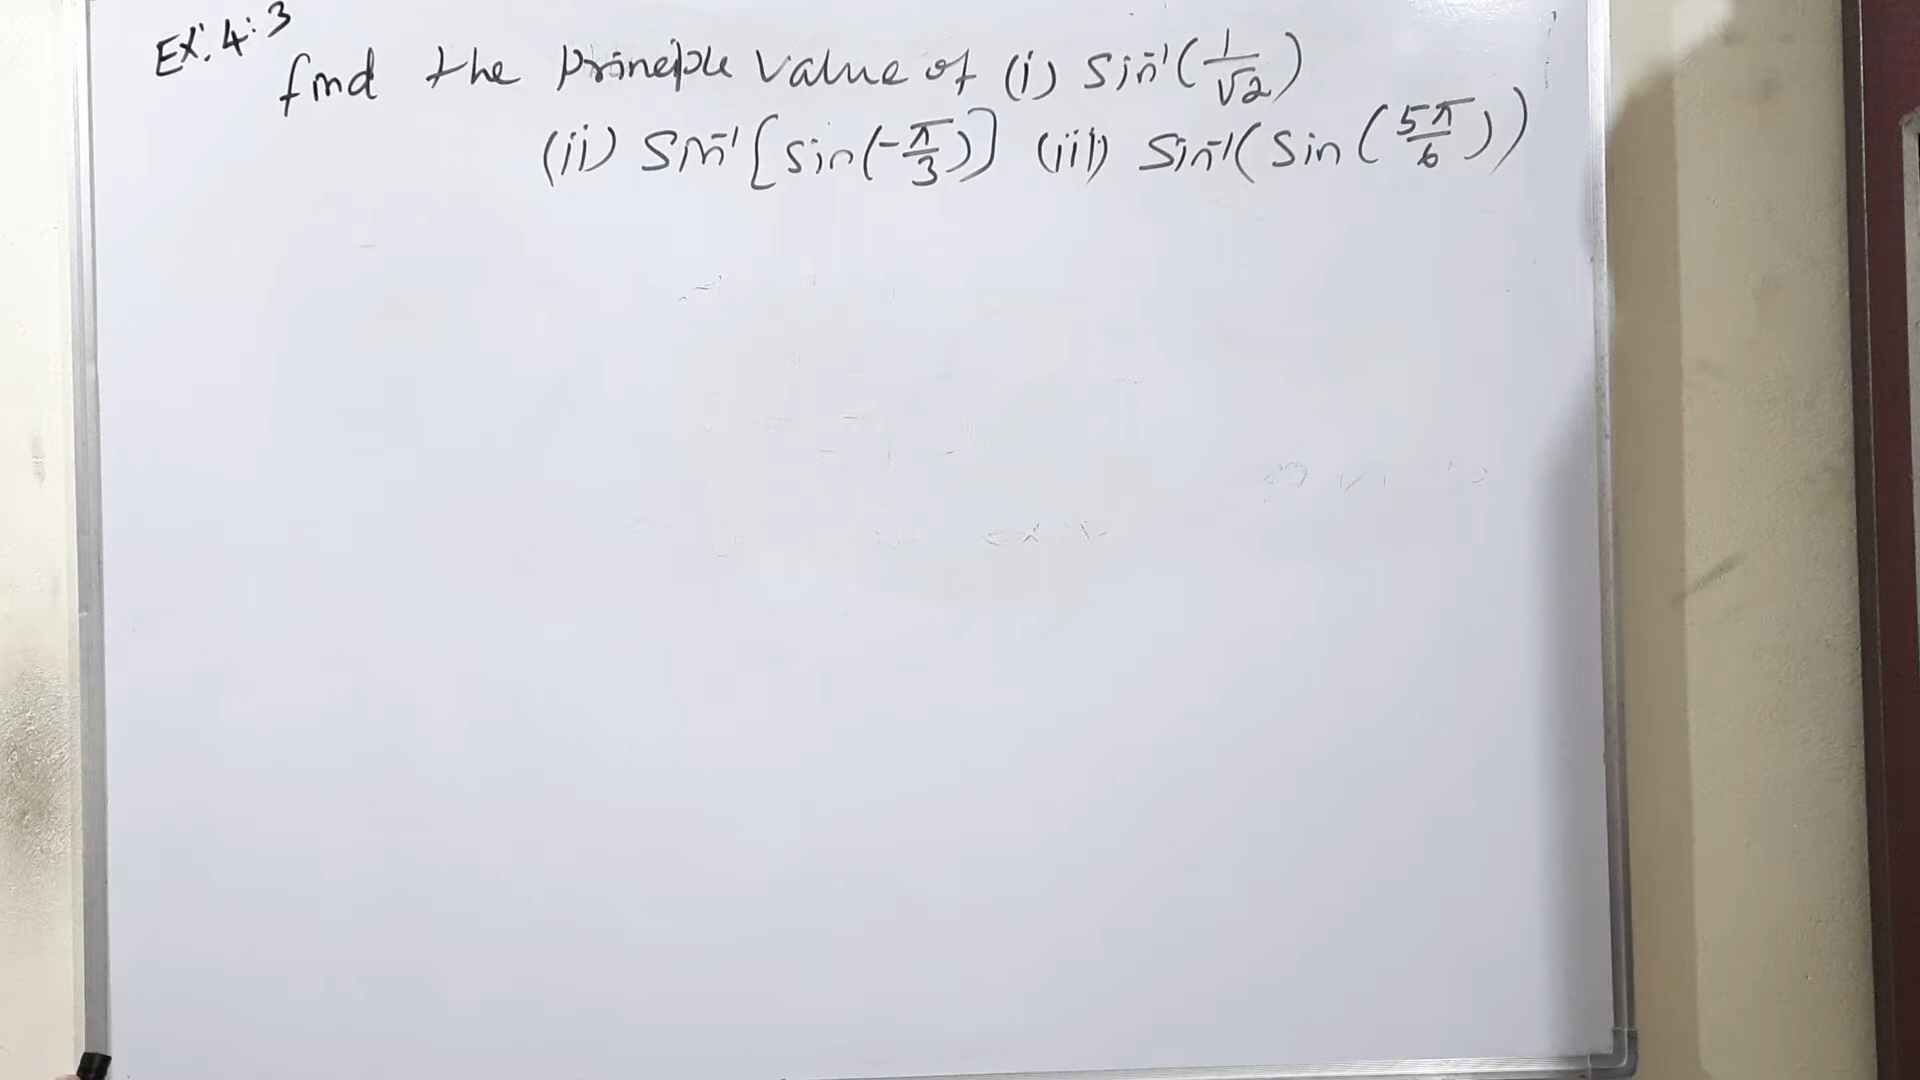 Ex: 4.3
find the principle value of (i) Sin⁻¹(1/√2)
(ii) Sin⁻¹[sin(-π/3)] (iii) Sin⁻¹(Sin(5π/6))